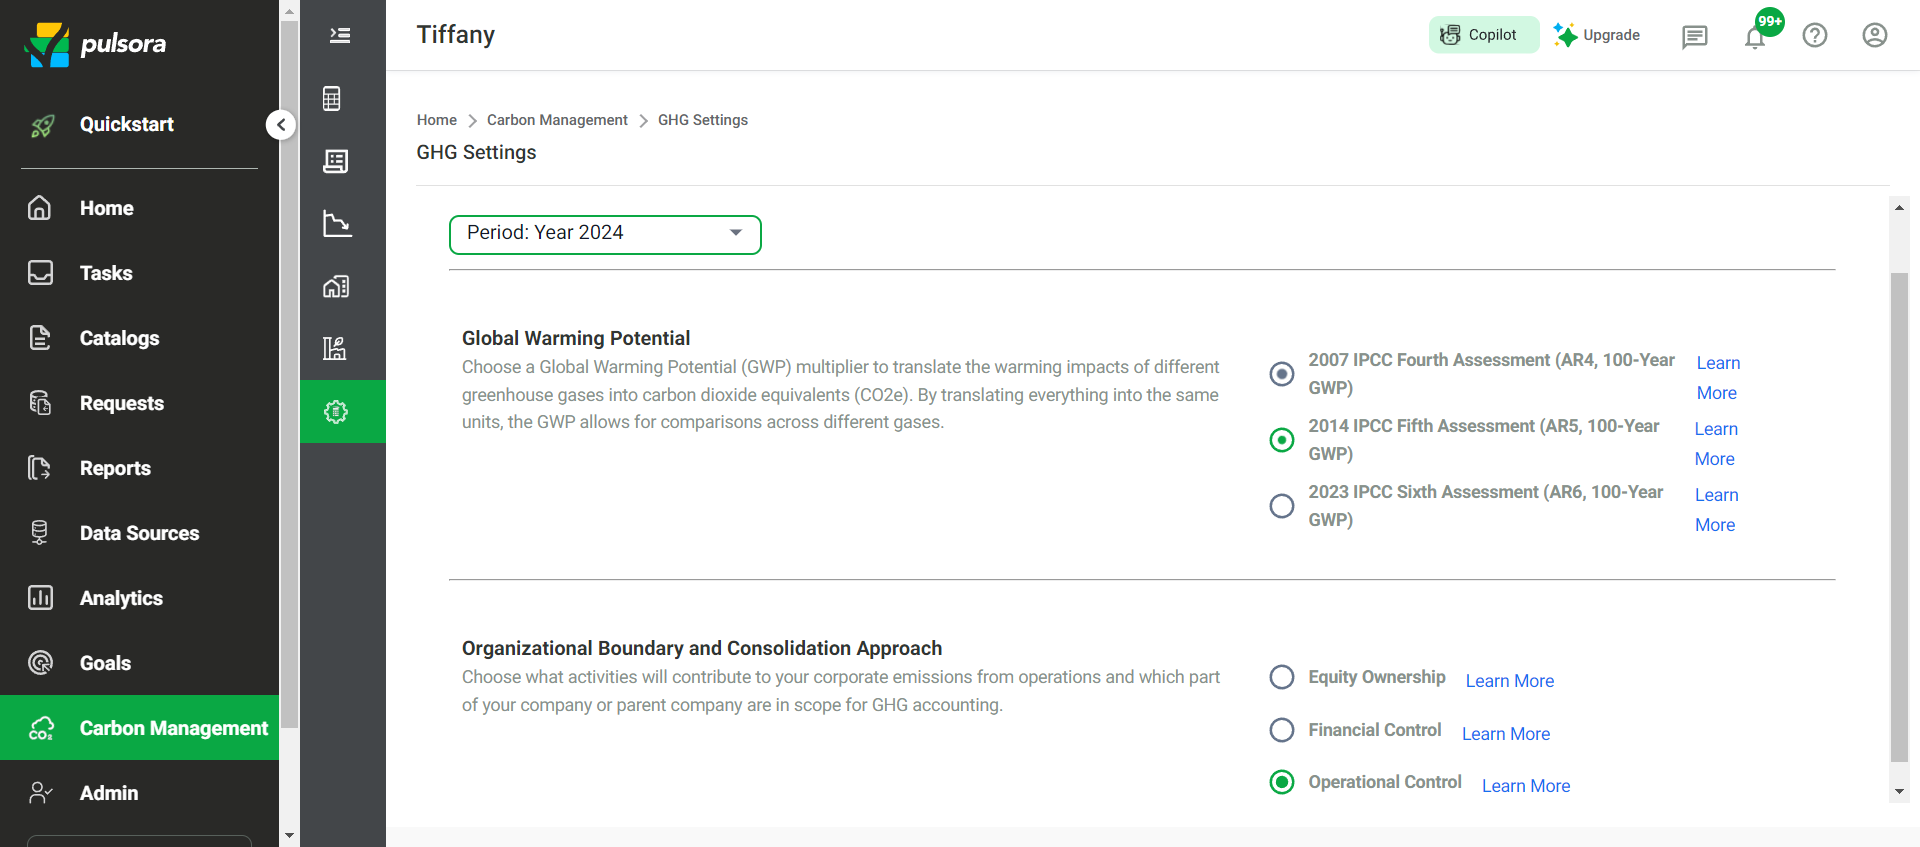 pulsora
Quickstart
Home
Tasks
Catalogs
Requests
Reports
Data Sources
Analytics
Goals
CO₂
Carbon Management
Admin
Tiffany
Copilot
Upgrade
99+
Home > Carbon Management > GHG Settings
GHG Settings
Period: Year 2024
Global Warming Potential
Choose a Global Warming Potential (GWP) multiplier to translate the warming impacts of different
greenhouse gases into carbon dioxide equivalents (CO2e). By translating everything into the same
units, the GWP allows for comparisons across different gases.
2007 IPCC Fourth Assessment (AR4, 100-Year
GWP)
Learn
More
2014 IPCC Fifth Assessment (AR5, 100-Year
GWP)
Learn
More
2023 IPCC Sixth Assessment (AR6, 100-Year
GWP)
Learn
More
Organizational Boundary and Consolidation Approach
Choose what activities will contribute to your corporate emissions from operations and which part
of your company or parent company are in scope for GHG accounting.
Equity Ownership Learn More
Financial Control Learn More
Operational Control Learn More